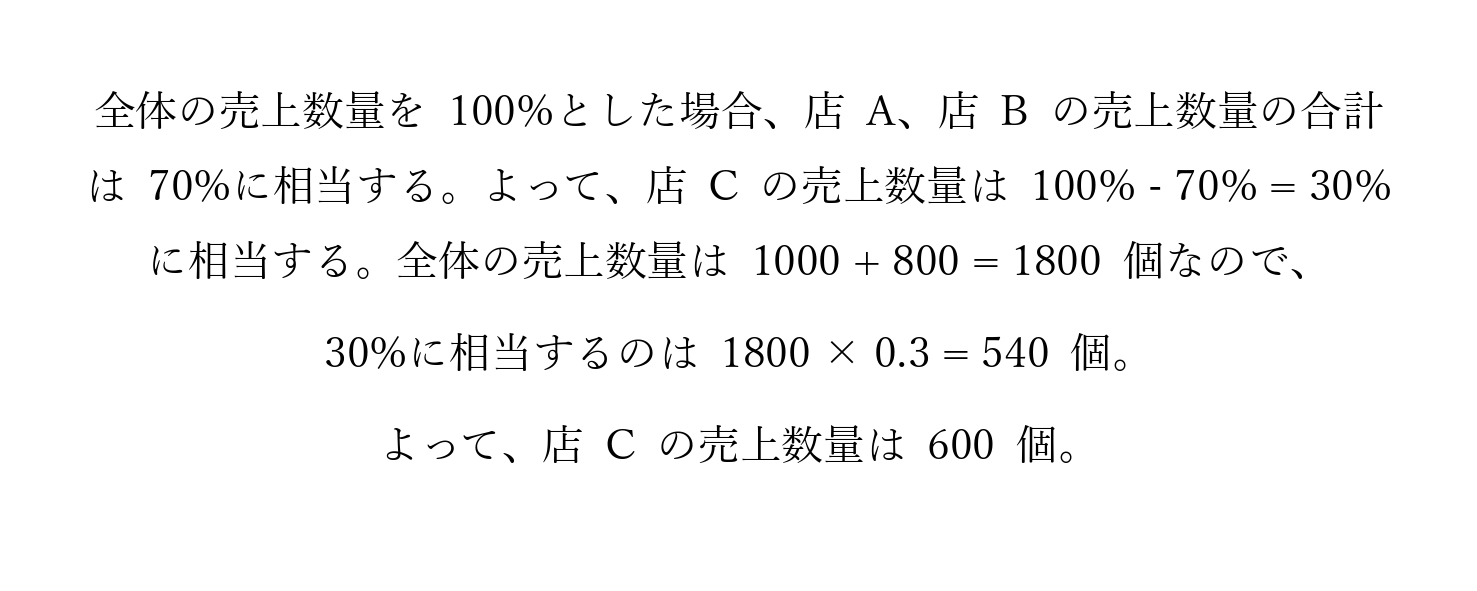 全体の売上数量を 100%とした場合、店 A、店 B の売上数量の合計
は 70%に相当する。よって、店 C の売上数量は 100% - 70% = 30%
に相当する。全体の売上数量は 1000 + 800 = 1800 個なので、
30%に相当するのは 1800 × 0.3 = 540 個。
よって、店 C の売上数量は 600 個。